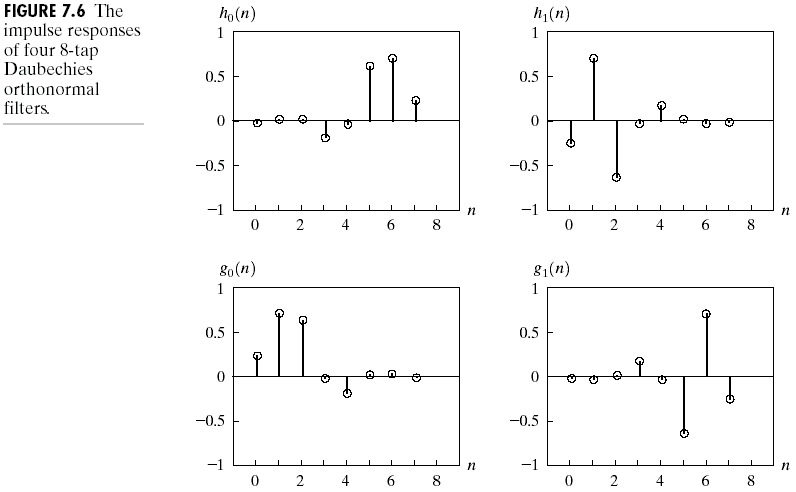 FIGURE 7.6 The
impulse responses
of four 8-tap
Daubechies
orthonormal
filters.
h₀(n)
1
0.5
0
−0.5
−1
0 2 4 6 8
n
h₁(n)
1
0.5
0
−0.5
−1
0 2 4 6 8
n
g₀(n)
1
0.5
0
−0.5
−1
0 2 4 6 8
n
g₁(n)
1
0.5
0
−0.5
−1
0 2 4 6 8
n